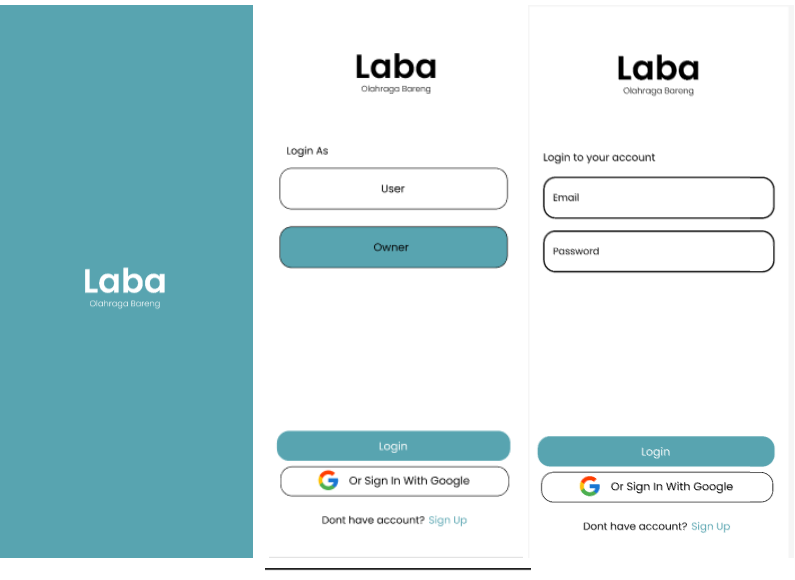 Laba
Olahraga Bareng
Laba
Olahraga Bareng
Login As
User
Owner
Login
Or Sign In With Google
Dont have account? Sign Up
Laba
Olahraga Bareng
Login to your account
Email
Password
Login
Or Sign In With Google
Dont have account? Sign Up